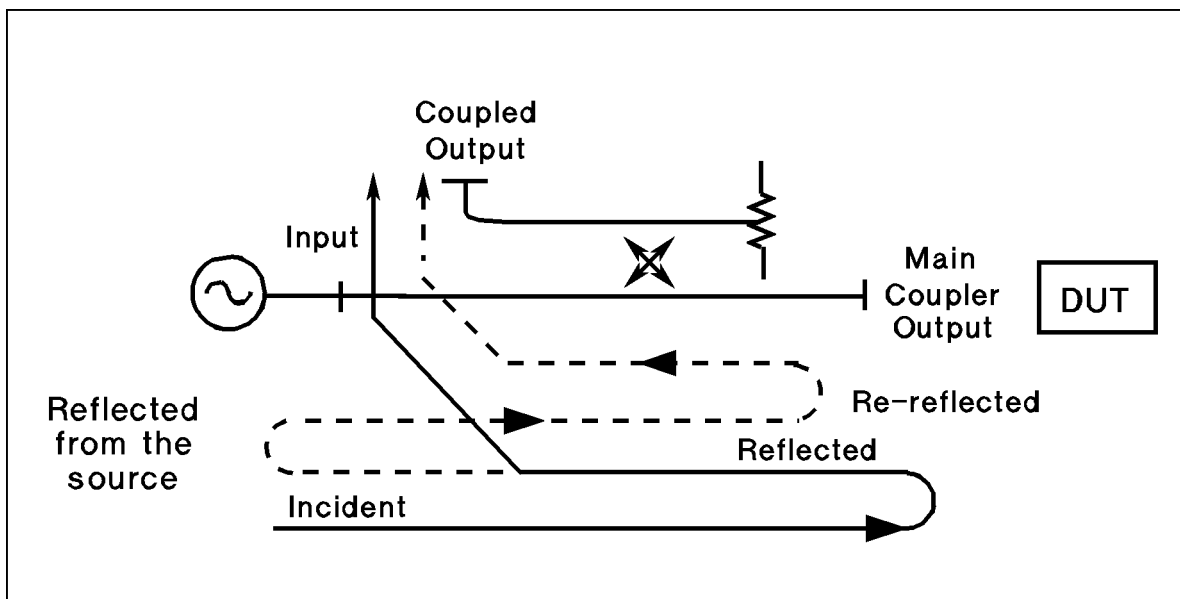 Coupled
Output
Input
Main
Coupler
Output
DUT
Reflected
from the
source
Re-reflected
Reflected
Incident